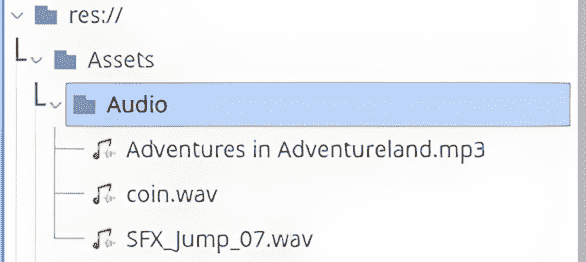 res://
Assets
Audio
Adventures in Adventureland.mp3
coin.wav
SFX_Jump_07.wav